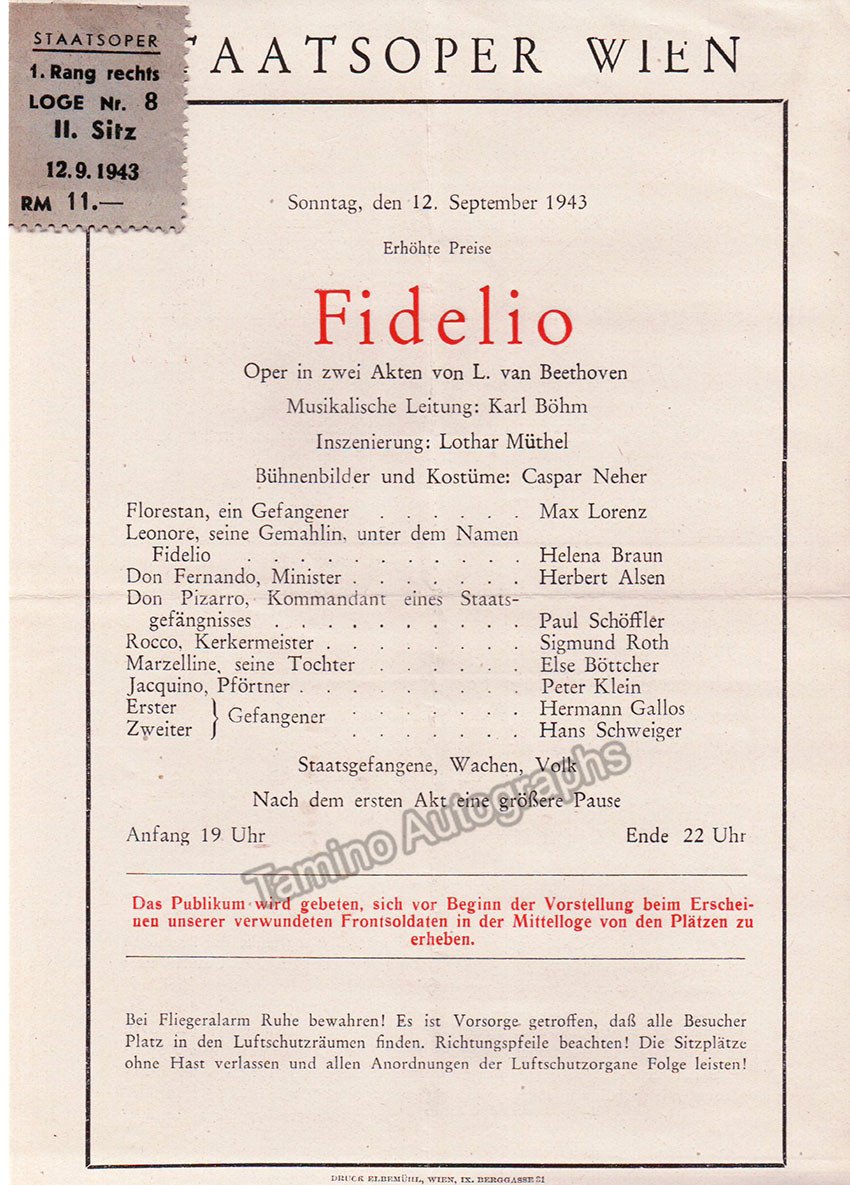 STAATSOPER
1. Rang rechts
LOGE Nr. 8
II. Sitz
12.9.1943
RM 11.—
TAATSOPER WIEN
Sonntag, den 12. September 1943
Erhöhte Preise
Fidelio
Oper in zwei Akten von L. van Beethoven
Musikalische Leitung: Karl Böhm
Inszenierung: Lothar Müthel
Bühnenbilder und Kostüme: Caspar Neher
Florestan, ein Gefangener . . . . . . Max Lorenz
Leonore, seine Gemahlin, unter dem Namen
Fidelio . . . . . . . . . . . Helena Braun
Don Fernando, Minister . . . . . . . Herbert Alsen
Don Pizarro, Kommandant eines Staats-
gefängnisses . . . . . . . . . . Paul Schöffler
Rocco, Kerkermeister . . . . . . . . Sigmund Roth
Marzelline, seine Tochter . . . . . . Else Böttcher
Jacquino, Pförtner . . . . . . . . . Peter Klein
Erster } Gefangener . . . . . . Hermann Gallos
Zweiter . . . . . . Hans Schweiger
Staatsgefangene, Wachen, Volk
Nach dem ersten Akt eine größere Pause
Anfang 19 Uhr Ende 22 Uhr
Tamino Autographs
Das Publikum wird gebeten, sich vor Beginn der Vorstellung beim Erschei-
nen unserer verwundeten Frontsoldaten in der Mittelloge von den Plätzen zu
erheben.
Bei Fliegeralarm Ruhe bewahren! Es ist Vorsorge getroffen, daß alle Besucher
Platz in den Luftschutzräumen finden. Richtungspfeile beachten! Die Sitzplätze
ohne Hast verlassen und allen Anordnungen der Luftschutzorgane Folge leisten!
DRUCK ELBEMÜHL, WIEN, IX. BERGGASSE 31